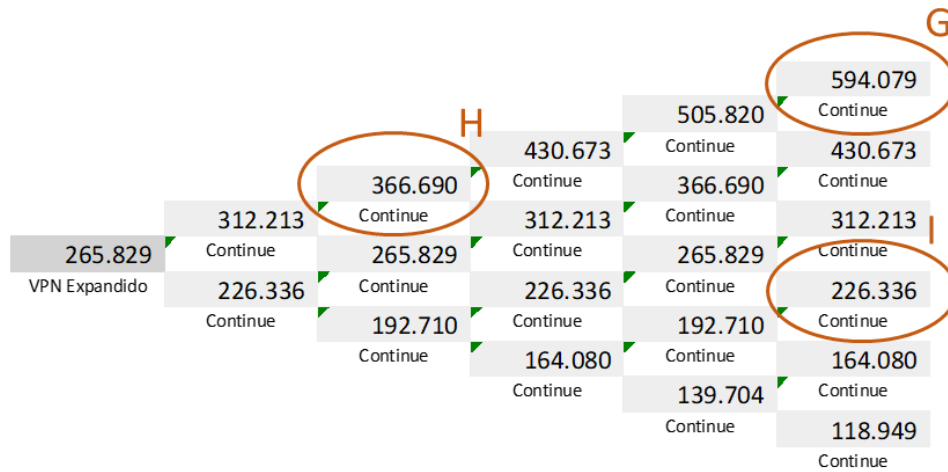 G
594.079
505.820 Continue
H
430.673 Continue 430.673
366.690 Continue 366.690 Continue
312.213 Continue 312.213 Continue 312.213
I
265.829 Continue 265.829 Continue 265.829 Continue
VPN Expandido 226.336 Continue 226.336 Continue 226.336
Continue 192.710 Continue 192.710 Continue
Continue 164.080 Continue 164.080
Continue 139.704 Continue
Continue 118.949
Continue